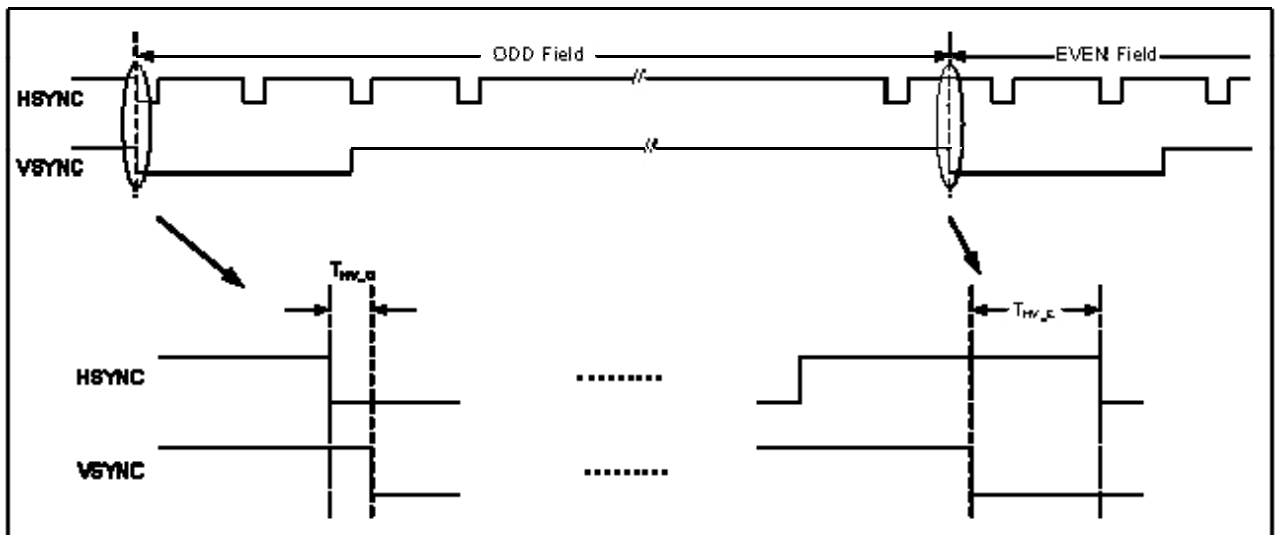 ODD Field
EVEN Field
HSYNC
VSYNC
THV_o
THV_E
HSYNC
VSYNC